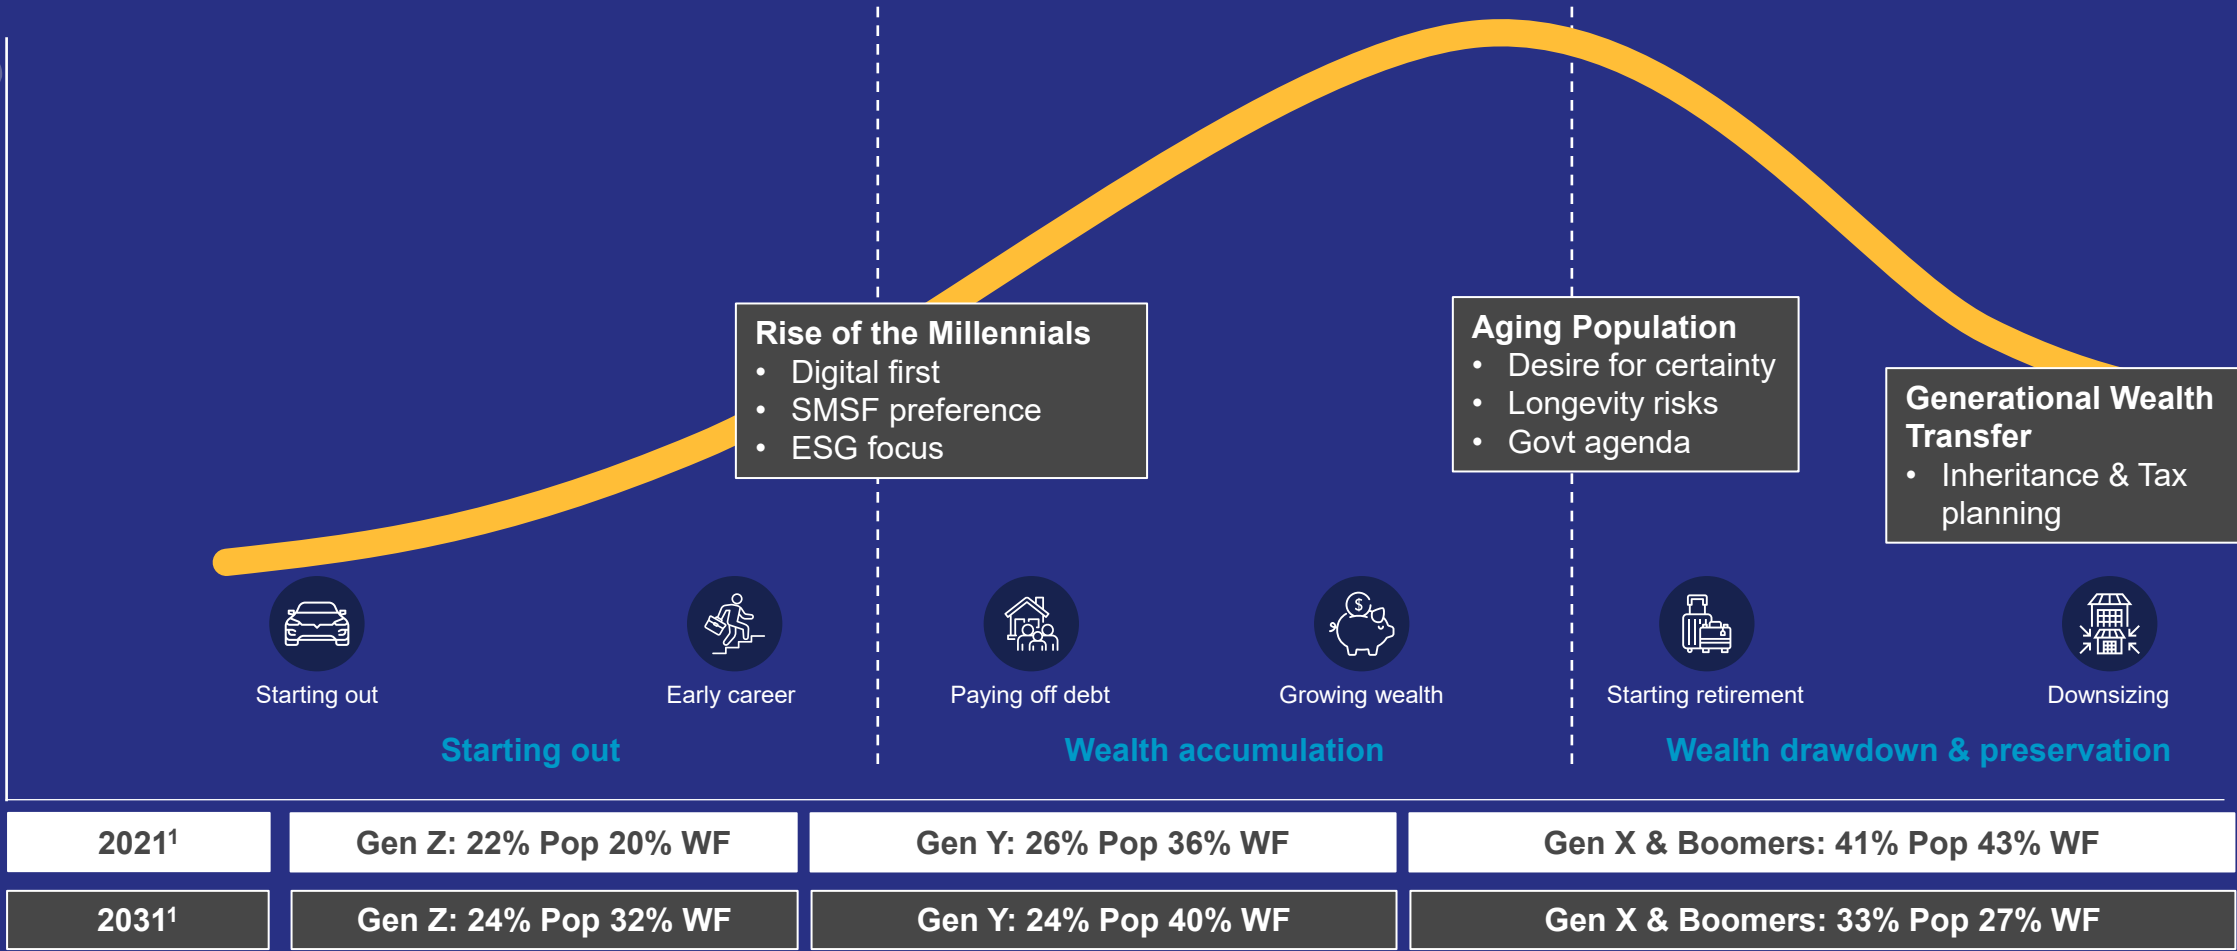 Rise of the Millennials
• Digital first
• SMSF preference
• ESG focus
Aging Population
• Desire for certainty
• Longevity risks
• Govt agenda
Generational Wealth
Transfer
• Inheritance & Tax
planning
$
Starting out
Early career
Paying off debt
Growing wealth
Starting retirement
Downsizing
Starting out
Wealth accumulation
Wealth drawdown & preservation
2021¹
Gen Z: 22% Pop 20% WF
Gen Y: 26% Pop 36% WF
Gen X & Boomers: 41% Pop 43% WF
2031¹
Gen Z: 24% Pop 32% WF
Gen Y: 24% Pop 40% WF
Gen X & Boomers: 33% Pop 27% WF